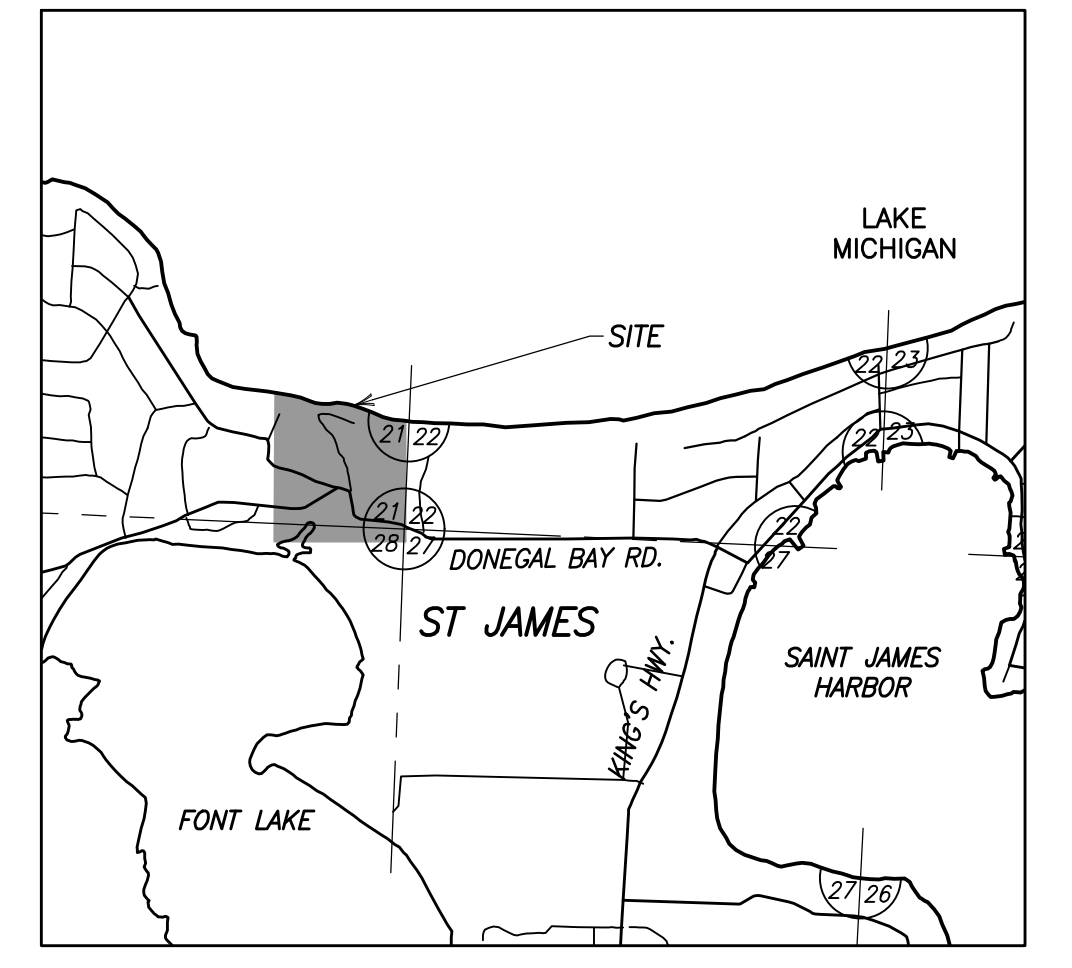 LAKE
MICHIGAN
SITE
22 23
21 22
22 23
21 22
28 27
22
27
DONEGAL BAY RD.
ST JAMES
KING'S HWY.
SAINT JAMES
HARBOR
FONT LAKE
27 26